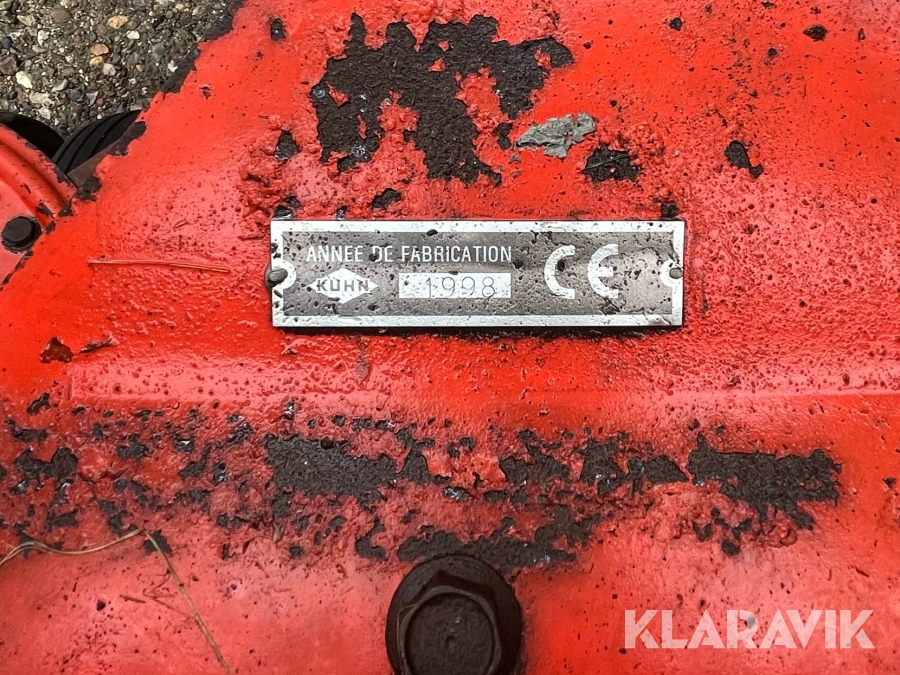 ANNEE DE FABRICATION
KUHN
1998
CE
KLARAVIK